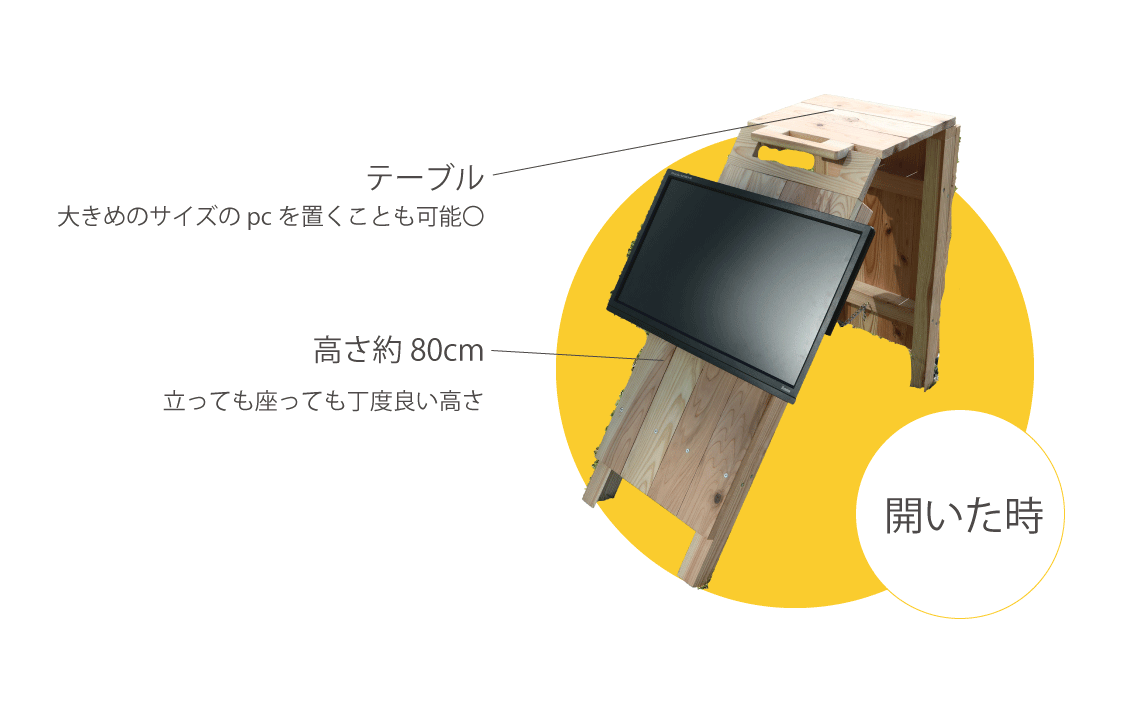 テーブル
大きめのサイズの pc を置くことも可能〇
高さ約 80cm
立っても座っても丁度良い高さ
開いた時